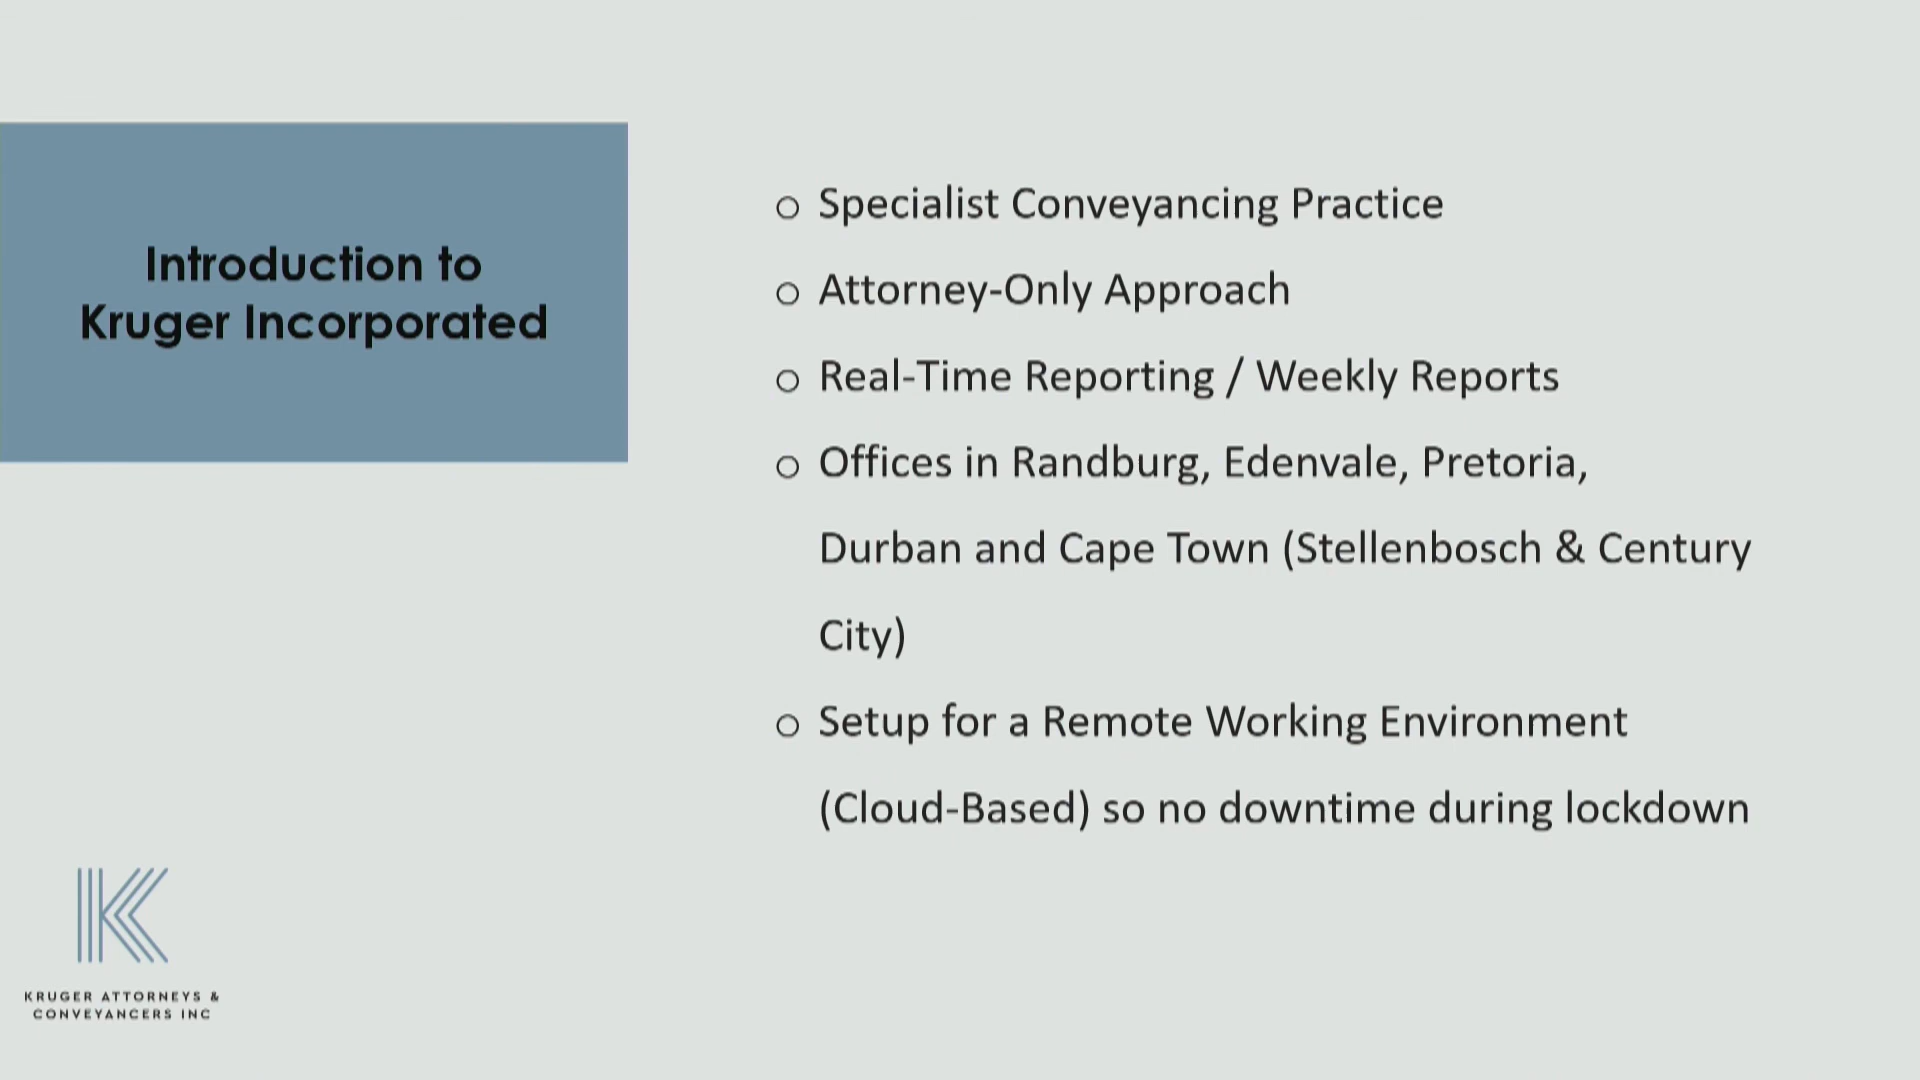 Introduction to
Kruger Incorporated
o Specialist Conveyancing Practice
o Attorney-Only Approach
o Real-Time Reporting / Weekly Reports
o Offices in Randburg, Edenvale, Pretoria,
Durban and Cape Town (Stellenbosch & Century
City)
o Setup for a Remote Working Environment
(Cloud-Based) so no downtime during lockdown
K
KRUGER ATTORNEYS &
CONVEYANCERS INC